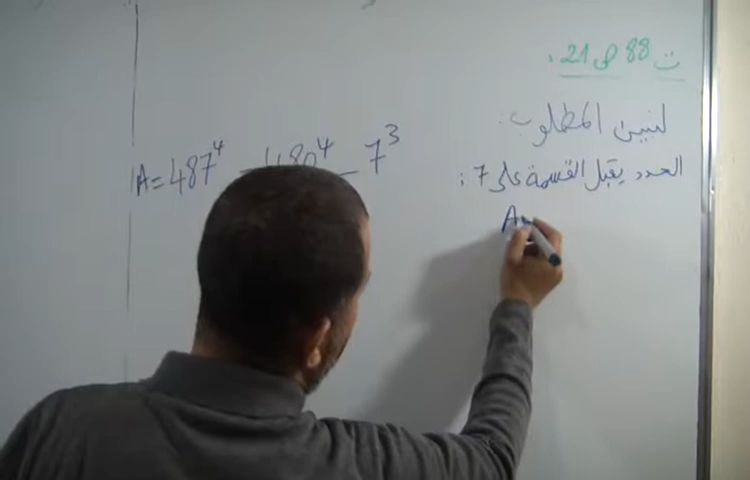 ت 88 ص 21 .
لنبين المطلوب :
العدد يقبل القسمة على 7 :
A = 487⁴ - 480⁴ - 7³
A=